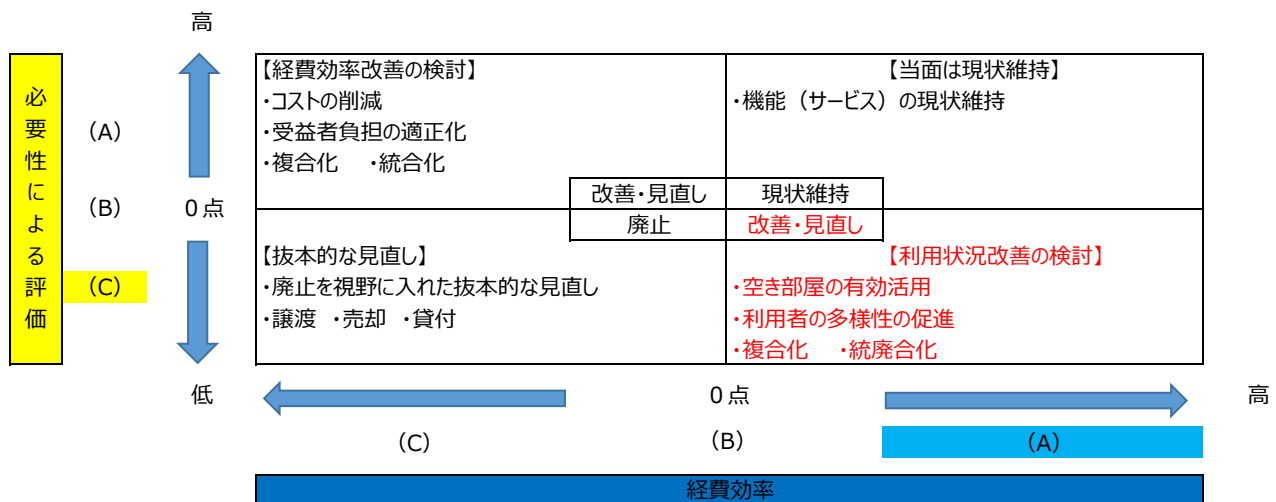 高
必要性による評価
(A)
(B)
(C)
0点
低
【経費効率改善の検討】
・コストの削減
・受益者負担の適正化
・複合化 ・統合化
【当面は現状維持】
・機能(サービス)の現状維持
改善・見直し
現状維持
廃止
改善・見直し
【抜本的な見直し】
・廃止を視野に入れた抜本的な見直し
・譲渡 ・売却 ・貸付
【利用状況改善の検討】
・空き部屋の有効活用
・利用者の多様性の促進
・複合化 ・統廃合化
0点
高
(C)
(B)
(A)
経費効率